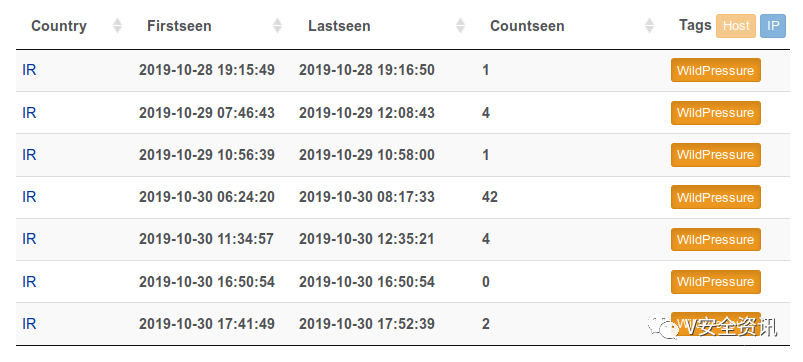 Country Firstseen Lastseen Countseen Tags Host IP
IR 2019-10-28 19:15:49 2019-10-28 19:16:50 1 WildPressure
IR 2019-10-29 07:46:43 2019-10-29 12:08:43 4 WildPressure
IR 2019-10-29 10:56:39 2019-10-29 10:58:00 1 WildPressure
IR 2019-10-30 06:24:20 2019-10-30 08:17:33 42 WildPressure
IR 2019-10-30 11:34:57 2019-10-30 12:35:21 4 WildPressure
IR 2019-10-30 16:50:54 2019-10-30 16:50:54 0 WildPressure
IR 2019-10-30 17:41:49 2019-10-30 17:52:39 2 WildPressure
V安全资讯